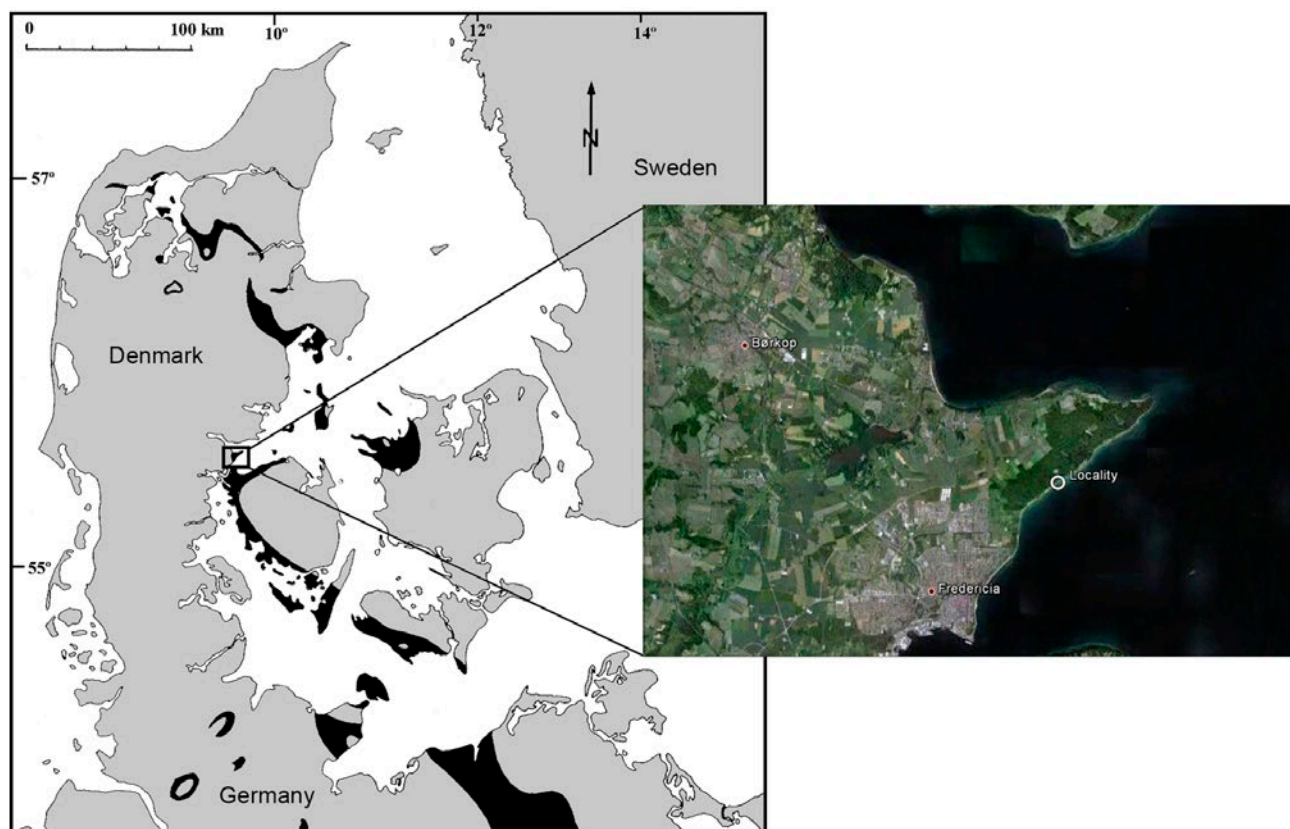 0
100 km
10°
12°
14°
N
Sweden
57°
Denmark
Børkop
Locality
55°
Fredericia
Germany